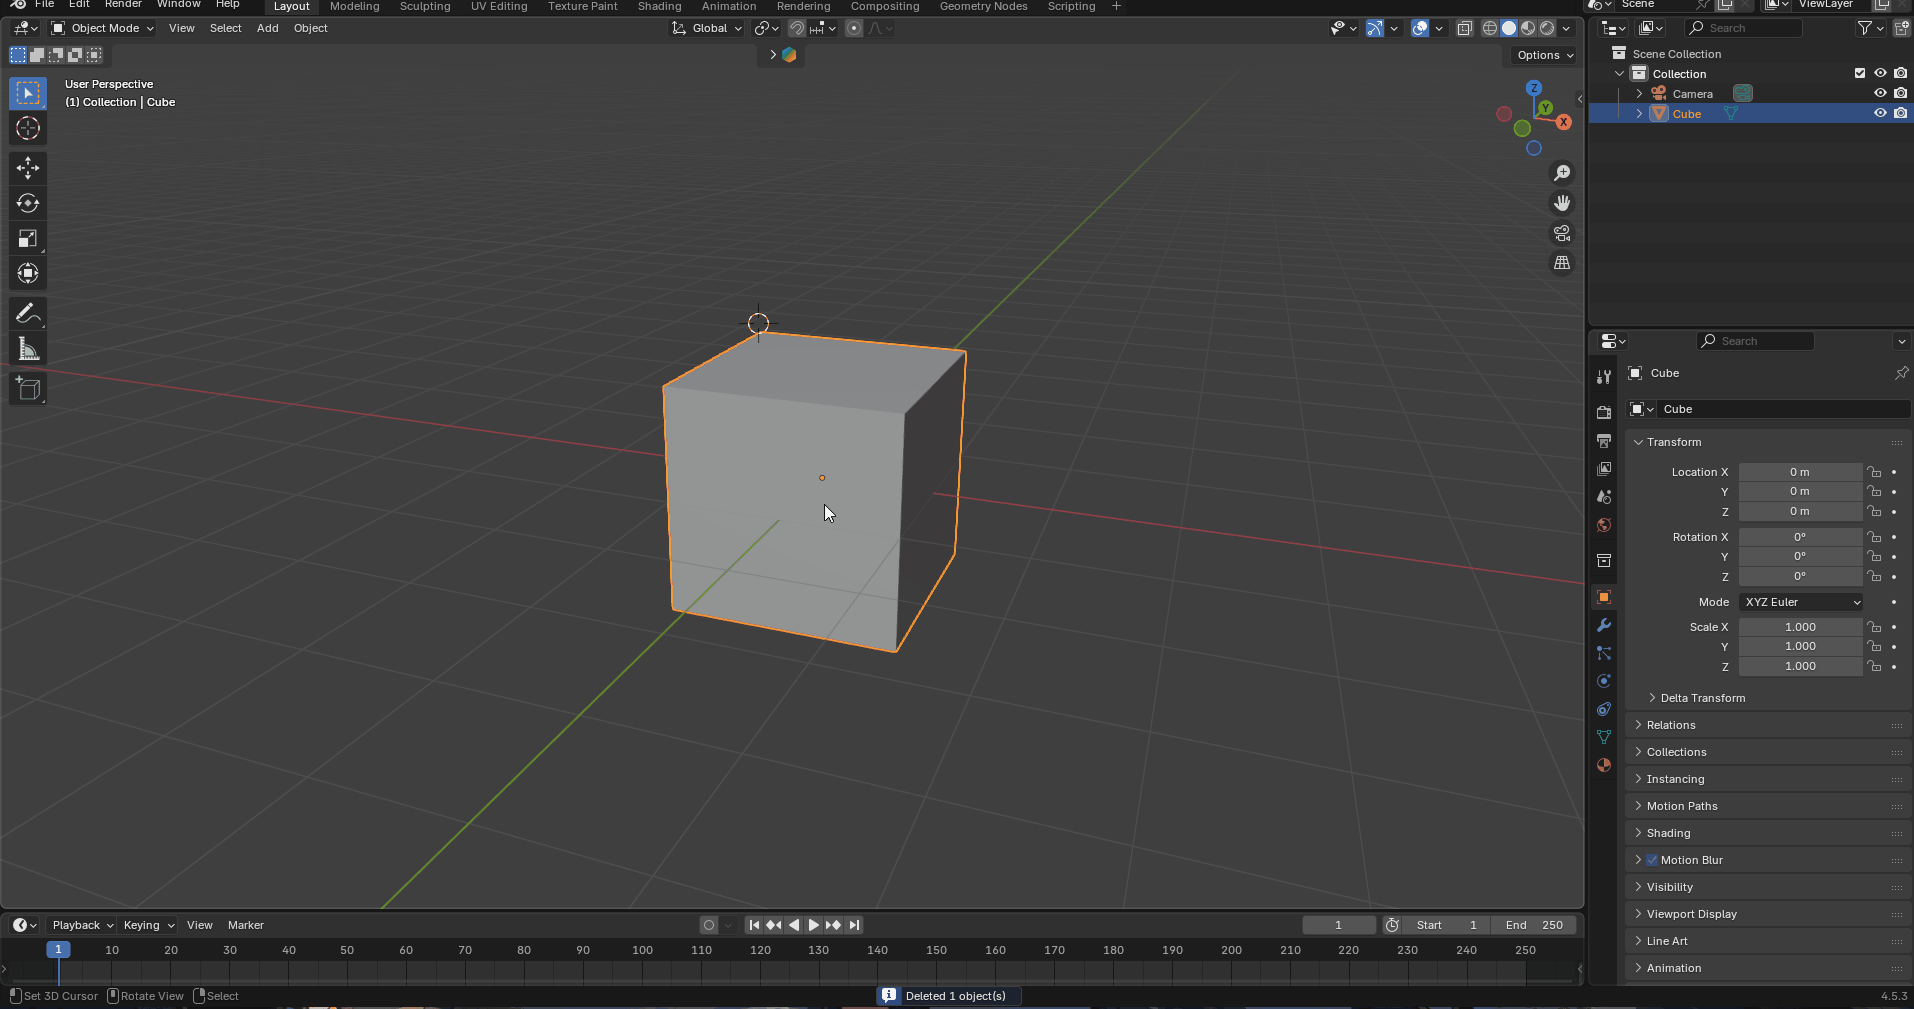 File Edit Render Window Help Layout Modeling Sculpting UV Editing Texture Paint Shading Animation Rendering Compositing Geometry Nodes Scripting + Scene ViewLayer
Object Mode View Select Add Object Global Search
Options
User Perspective
(1) Collection | Cube
Z
Y
X
Scene Collection
Collection
Camera
Cube
Search
Cube
Cube
Transform
Location X 0 m
Y 0 m
Z 0 m
Rotation X 0°
Y 0°
Z 0°
Mode XYZ Euler
Scale X 1.000
Y 1.000
Z 1.000
Delta Transform
Relations
Collections
Instancing
Motion Paths
Shading
Motion Blur
Visibility
Viewport Display
Line Art
Animation
Playback Keying View Marker 1 Start 1 End 250
1 10 20 30 40 50 60 70 80 90 100 110 120 130 140 150 160 170 180 190 200 210 220 230 240 250
Set 3D Cursor Rotate View Select Deleted 1 object(s) 4.5.3